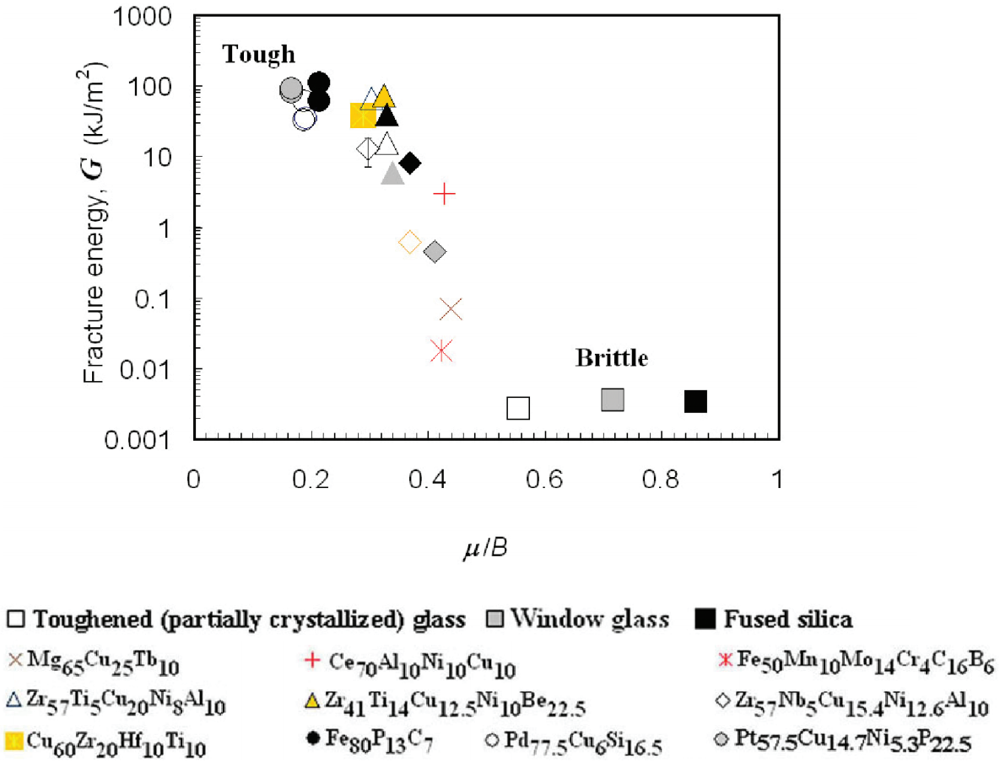 1000
Tough
100
10
1
0.1
0.01
0.001
Fracture energy, G (kJ/m²)
Brittle
0 0.2 0.4 0.6 0.8 1
μ/B
Toughened (partially crystallized) glass Window glass Fused silica
Mg₆₅Cu₂₅Tb₁₀ Ce₇₀Al₁₀Ni₁₀Cu₁₀ Fe₅₀Mn₁₀Mo₁₄Cr₄C₁₆B₆
Zr₅₇Ti₅Cu₂₀Ni₈Al₁₀ Zr₄₁Ti₁₄Cu₁₂.₅Ni₁₀Be₂₂.₅ Zr₅₇Nb₅Cu₁₅.₄Ni₁₂.₆Al₁₀
Cu₆₀Zr₂₀Hf₁₀Ti₁₀ Fe₈₀P₁₃C₇ Pd₇₇.₅Cu₆Si₁₆.₅ Pt₅₇.₅Cu₁₄.₇Ni₅.₃P₂₂.₅